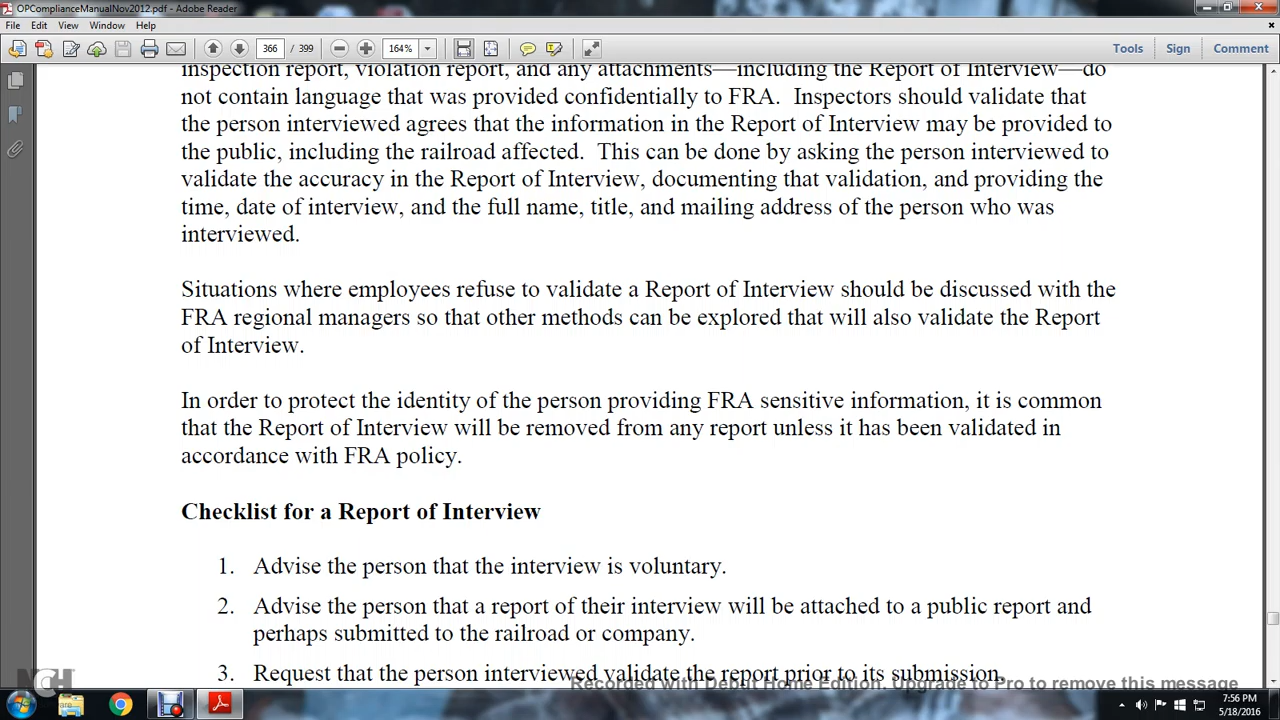 OPComplianceManualNov2012.pdf - Adobe Reader
File Edit View Window Help
366 / 399 164% Tools Sign Comment
inspection report, violation report, and any attachments—including the Report of Interview—do
not contain language that was provided confidentially to FRA. Inspectors should validate that
the person interviewed agrees that the information in the Report of Interview may be provided to
the public, including the railroad affected. This can be done by asking the person interviewed to
validate the accuracy in the Report of Interview, documenting that validation, and providing the
time, date of interview, and the full name, title, and mailing address of the person who was
interviewed.
Situations where employees refuse to validate a Report of Interview should be discussed with the
FRA regional managers so that other methods can be explored that will also validate the Report
of Interview.
In order to protect the identity of the person providing FRA sensitive information, it is common
that the Report of Interview will be removed from any report unless it has been validated in
accordance with FRA policy.
Checklist for a Report of Interview
1. Advise the person that the interview is voluntary.
2. Advise the person that a report of their interview will be attached to a public report and
perhaps submitted to the railroad or company.
3. Request that the person interviewed validate the report prior to its submission.
NCH
Recorded with Debut Home Edition. Upgrade to Pro to remove this message
7:56 PM
5/18/2016